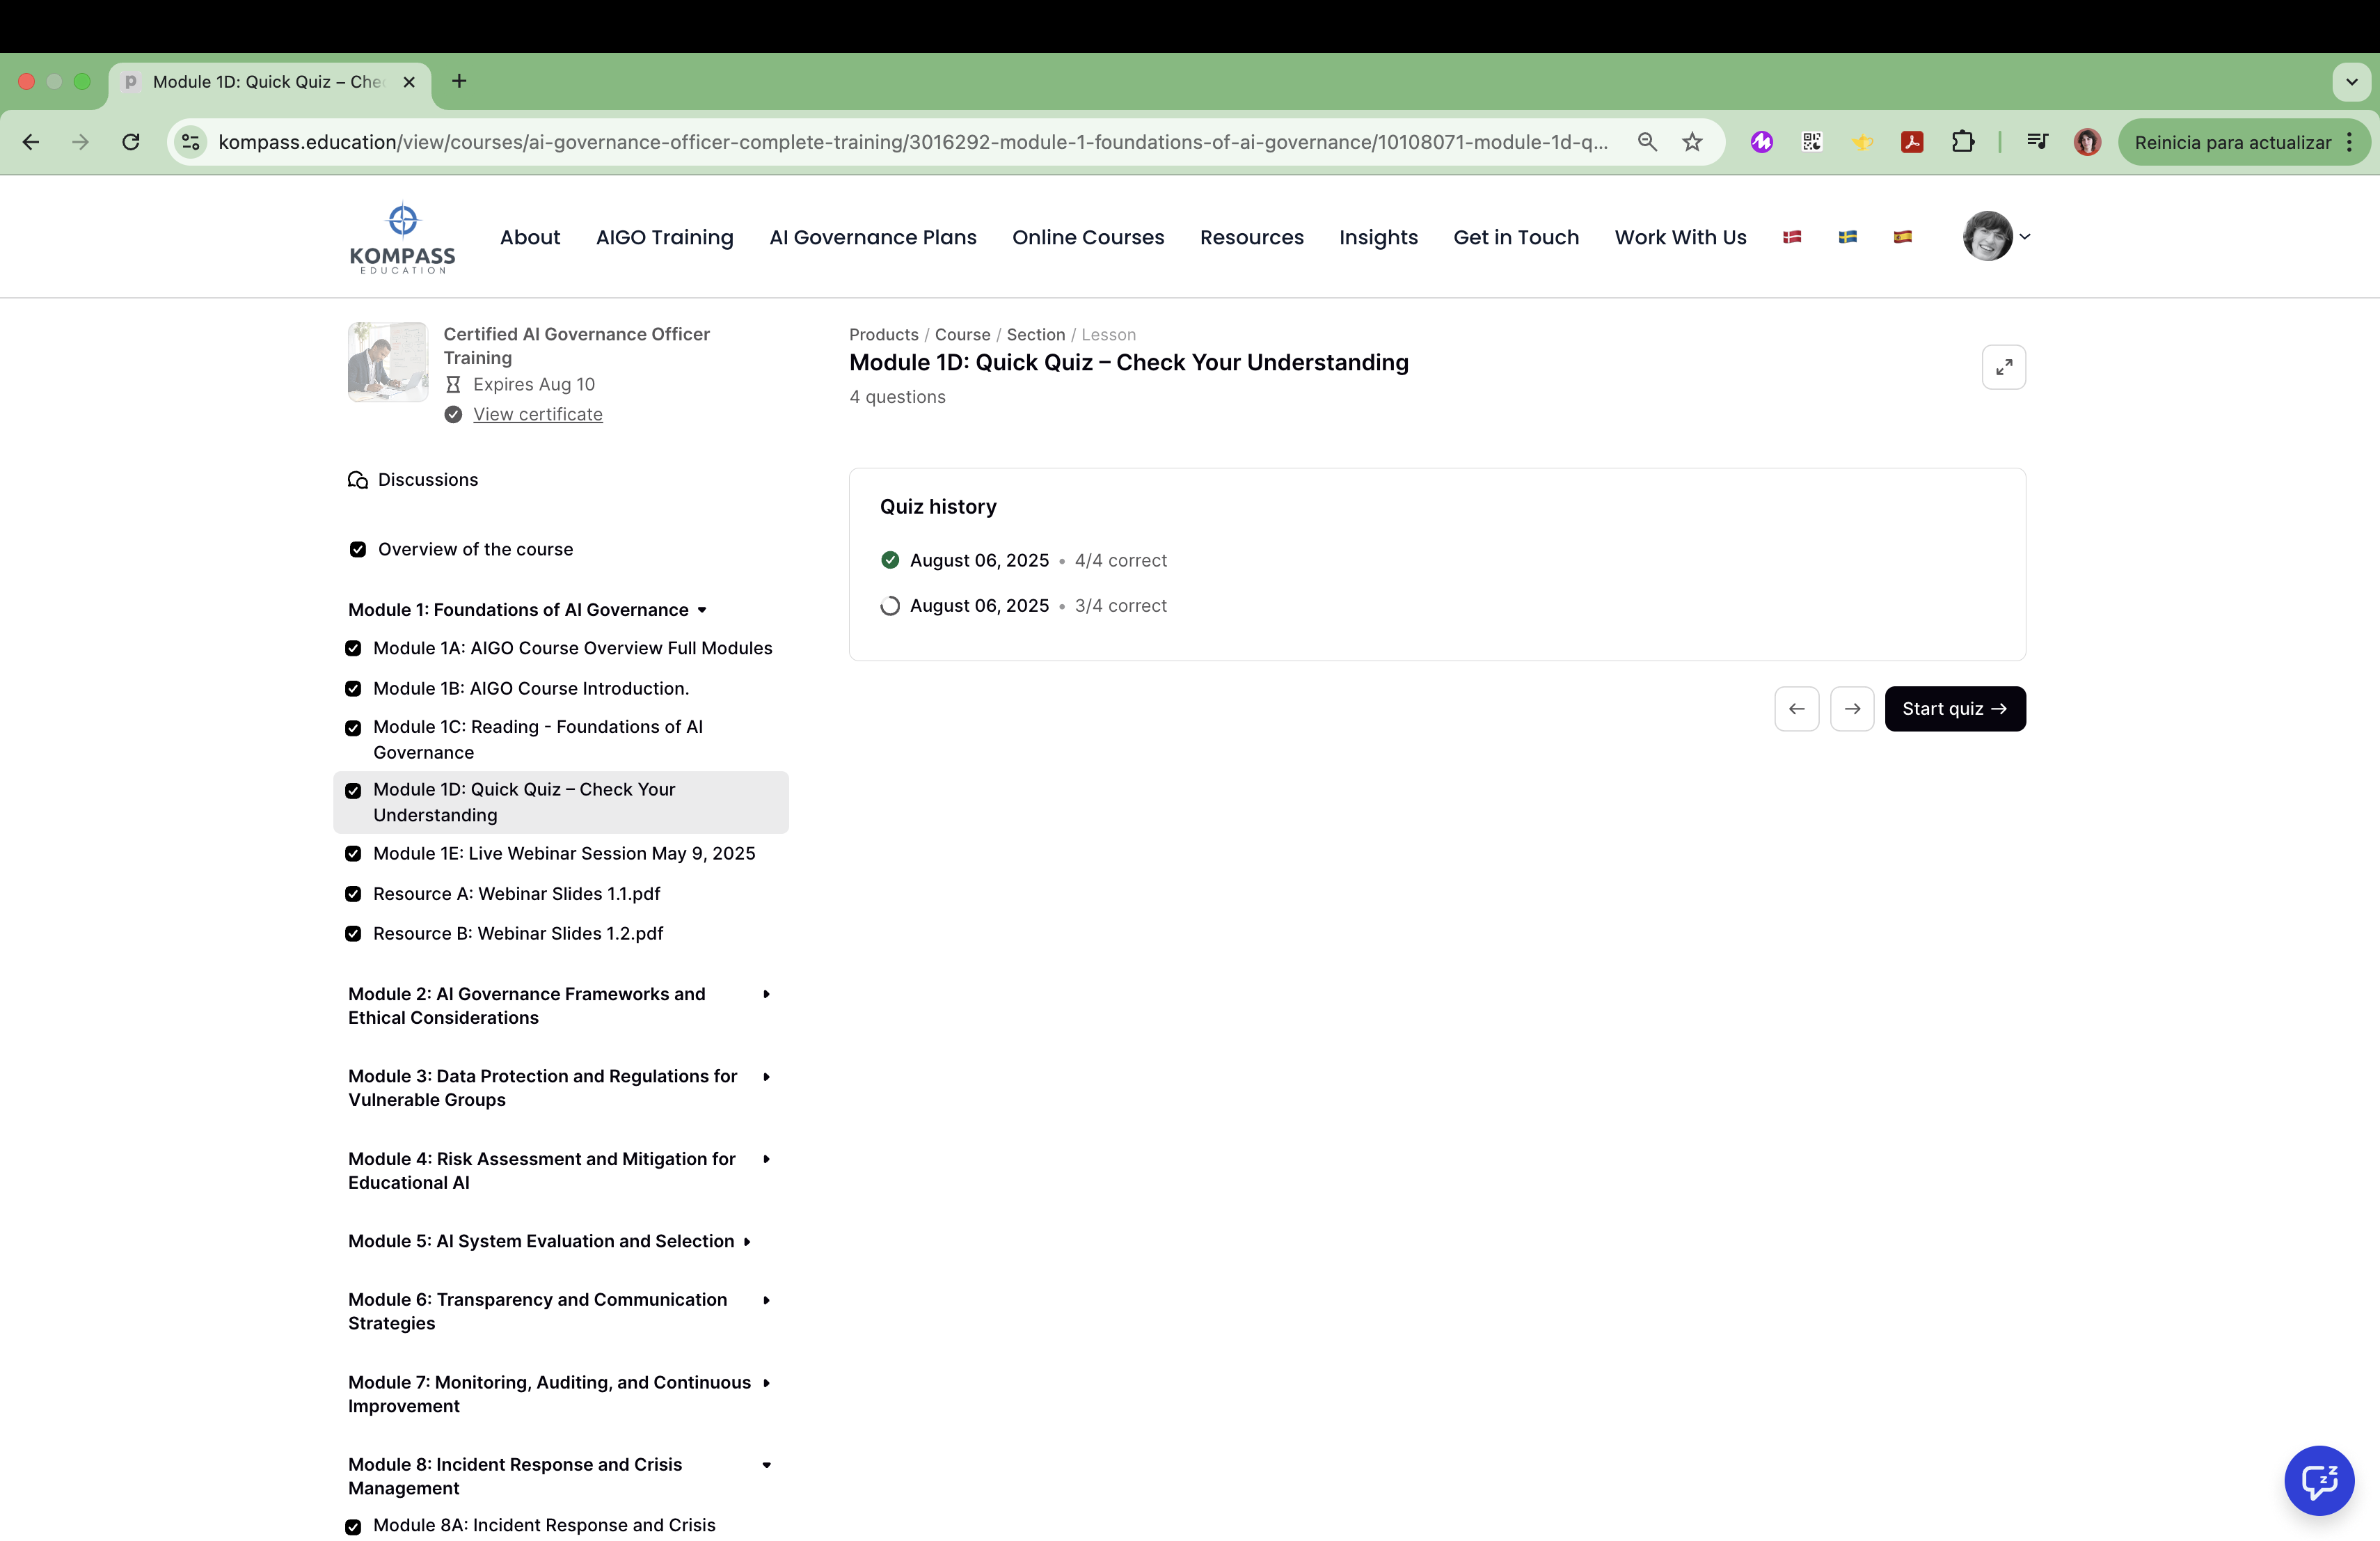 Module 1D: Quick Quiz – Chec
kompass.education/view/courses/ai-governance-officer-complete-training/3016292-module-1-foundations-of-ai-governance/10108071-module-1d-q...
Reinicia para actualizar
KOMPASS
EDUCATION
About
AIGO Training
AI Governance Plans
Online Courses
Resources
Insights
Get in Touch
Work With Us
Certified AI Governance Officer
Training
Expires Aug 10
View certificate
Discussions
Overview of the course
Module 1: Foundations of AI Governance
Module 1A: AIGO Course Overview Full Modules
Module 1B: AIGO Course Introduction.
Module 1C: Reading - Foundations of AI
Governance
Module 1D: Quick Quiz – Check Your
Understanding
Module 1E: Live Webinar Session May 9, 2025
Resource A: Webinar Slides 1.1.pdf
Resource B: Webinar Slides 1.2.pdf
Module 2: AI Governance Frameworks and
Ethical Considerations
Module 3: Data Protection and Regulations for
Vulnerable Groups
Module 4: Risk Assessment and Mitigation for
Educational AI
Module 5: AI System Evaluation and Selection
Module 6: Transparency and Communication
Strategies
Module 7: Monitoring, Auditing, and Continuous
Improvement
Module 8: Incident Response and Crisis
Management
Module 8A: Incident Response and Crisis
Products / Course / Section / Lesson
Module 1D: Quick Quiz – Check Your Understanding
4 questions
Quiz history
August 06, 2025 • 4/4 correct
August 06, 2025 • 3/4 correct
Start quiz →